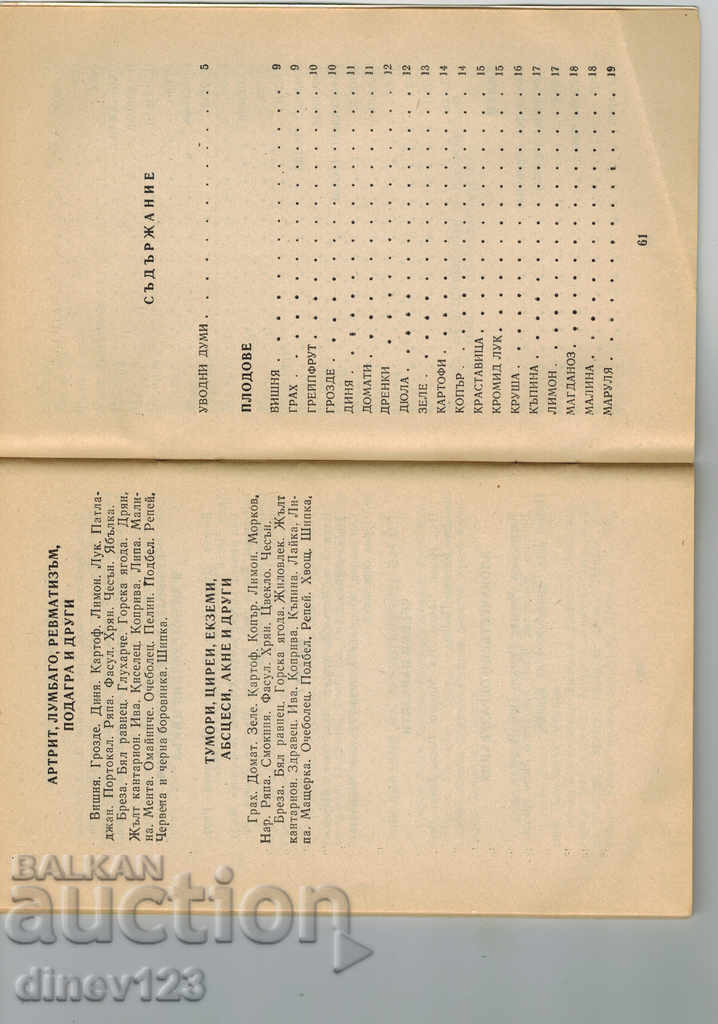 АРТРИТ, ЛУМБАГО, РЕВМАТИЗЪМ,
ПОДАГРА И ДРУГИ
Вишня. Грозде. Диня. Картоф. Лимон. Лук. Патла-
джан. Портокал. Ряпа. Фасул. Хрян. Чесън. Ябълка.
Бреза. Бял равнец. Глухарче. Горска ягода. Дрян.
Жълт кантарион. Ива. Киселец. Коприва. Липа. Мали-
на. Мента. Омайниче. Очеболец. Пелин. Подбел. Репей.
Червена и черна боровинка. Шипка.
ТУМОРИ, ЦИРЕИ, ЕКЗЕМИ,
АБСЦЕСИ, АКНЕ И ДРУГИ
Грах. Домат. Зеле. Картоф. Копър. Лимон. Морков.
Нар. Ряпа. Смокиня. Фасул. Хрян. Цвекло. Чесън.
Бреза. Бял равнец. Горска ягода. Жиловлек. Жълт
кантарион. Здравец. Ива. Коприва. Къпина. Лайка. Ли-
па. Мащерка. Очеболец. Подбел. Репей. Хвощ. Шипка.
СЪДЪРЖАНИЕ
УВОДНИ ДУМИ . . . . . . . . . . . . . . 5
ПЛОДОВЕ
ВИШНЯ . . . . . . . . . . . . . . . . 9
ГРАХ . . . . . . . . . . . . . . . . 9
ГРЕЙПФРУТ . . . . . . . . . . . . . . 10
ГРОЗДЕ . . . . . . . . . . . . . . . 10
ДИНЯ . . . . . . . . . . . . . . . . 11
ДОМАТИ . . . . . . . . . . . . . . . 11
ДРЕНКИ . . . . . . . . . . . . . . . 12
ДЮЛА . . . . . . . . . . . . . . . . 12
ЗЕЛЕ . . . . . . . . . . . . . . . . 13
КАРТОФИ . . . . . . . . . . . . . . . 14
КОПЪР . . . . . . . . . . . . . . . . 14
КРАСТАВИЦА . . . . . . . . . . . . . . 15
КРОМИД ЛУК . . . . . . . . . . . . . . 15
КРУША . . . . . . . . . . . . . . . . 16
КЪПИНА . . . . . . . . . . . . . . . 17
ЛИМОН . . . . . . . . . . . . . . . . 17
МАГДАНОЗ . . . . . . . . . . . . . . 18
МАЛИНА . . . . . . . . . . . . . . . 18
МАРУЛЯ . . . . . . . . . . . . . . . 19
61
BALKAN
auction
dinev123